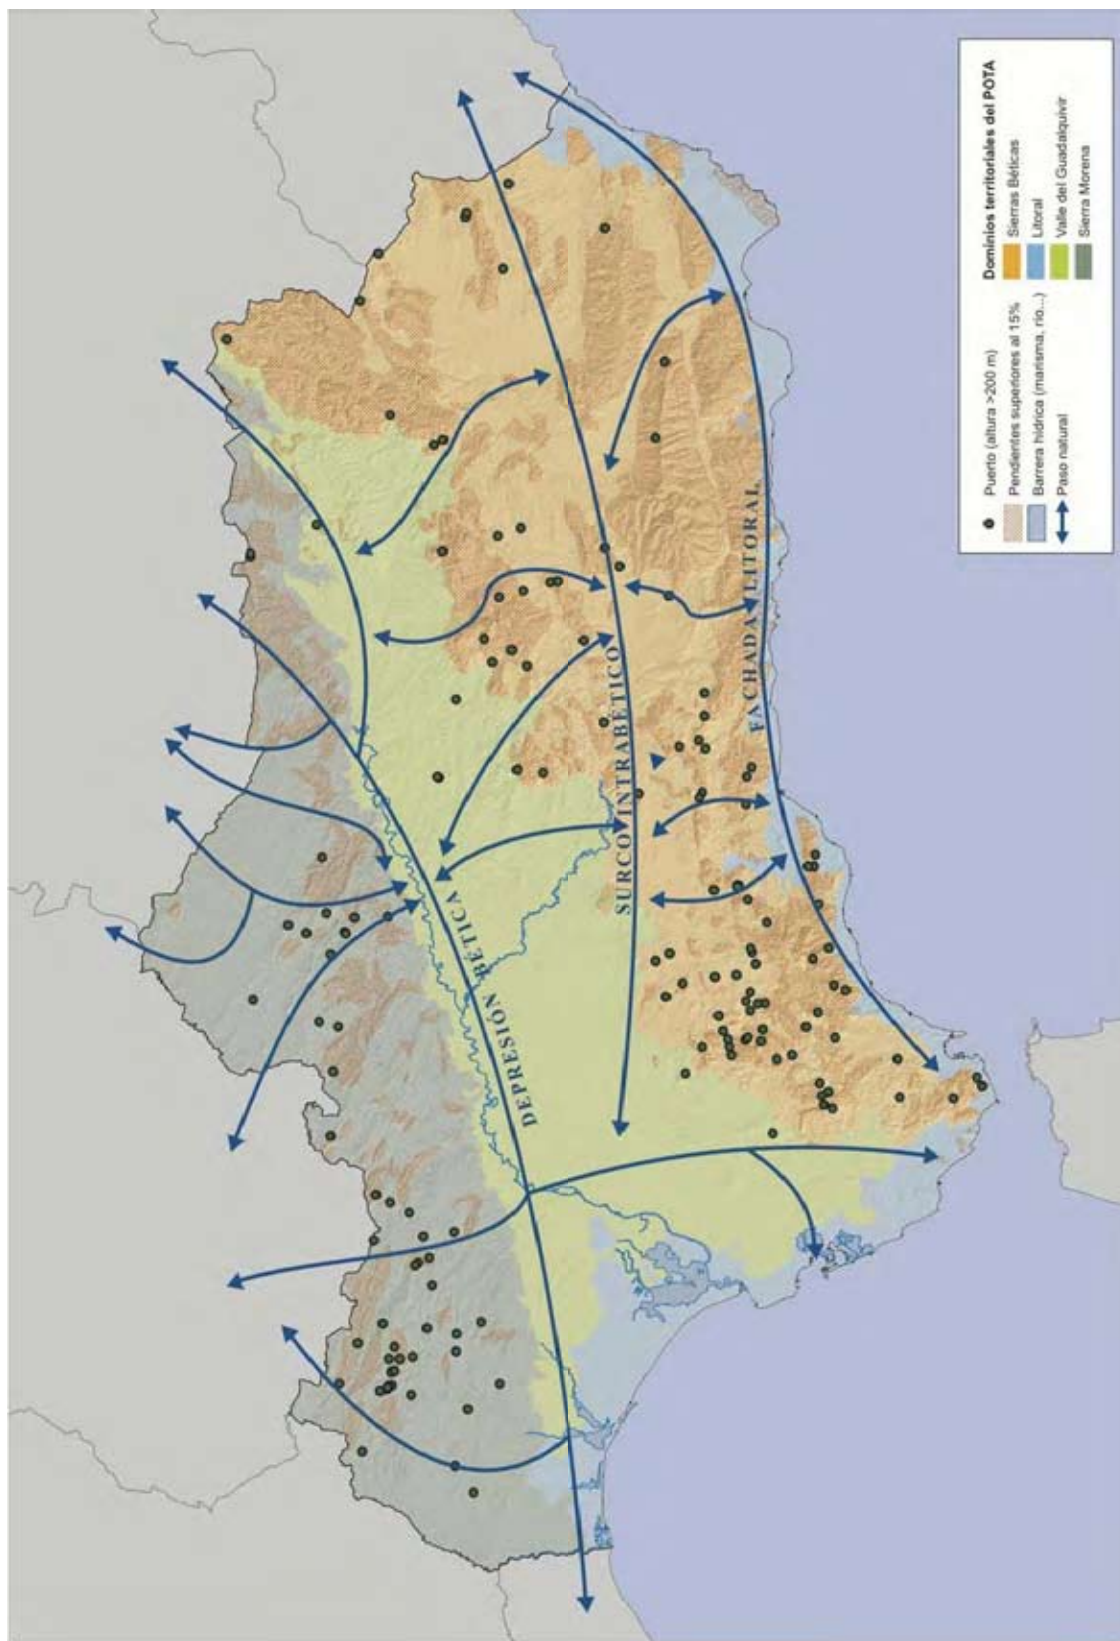 DEPRESIÓN BÉTICA
SURCO INTRABÉTICO
FACHADA LITORAL
Puerto (altura >200 m)
Pendientes superiores al 15%
Barrera hídrica (marisma, río...)
Paso natural
Dominios territoriales del POTA
Sierras Béticas
Litoral
Valle del Guadalquivir
Sierra Morena